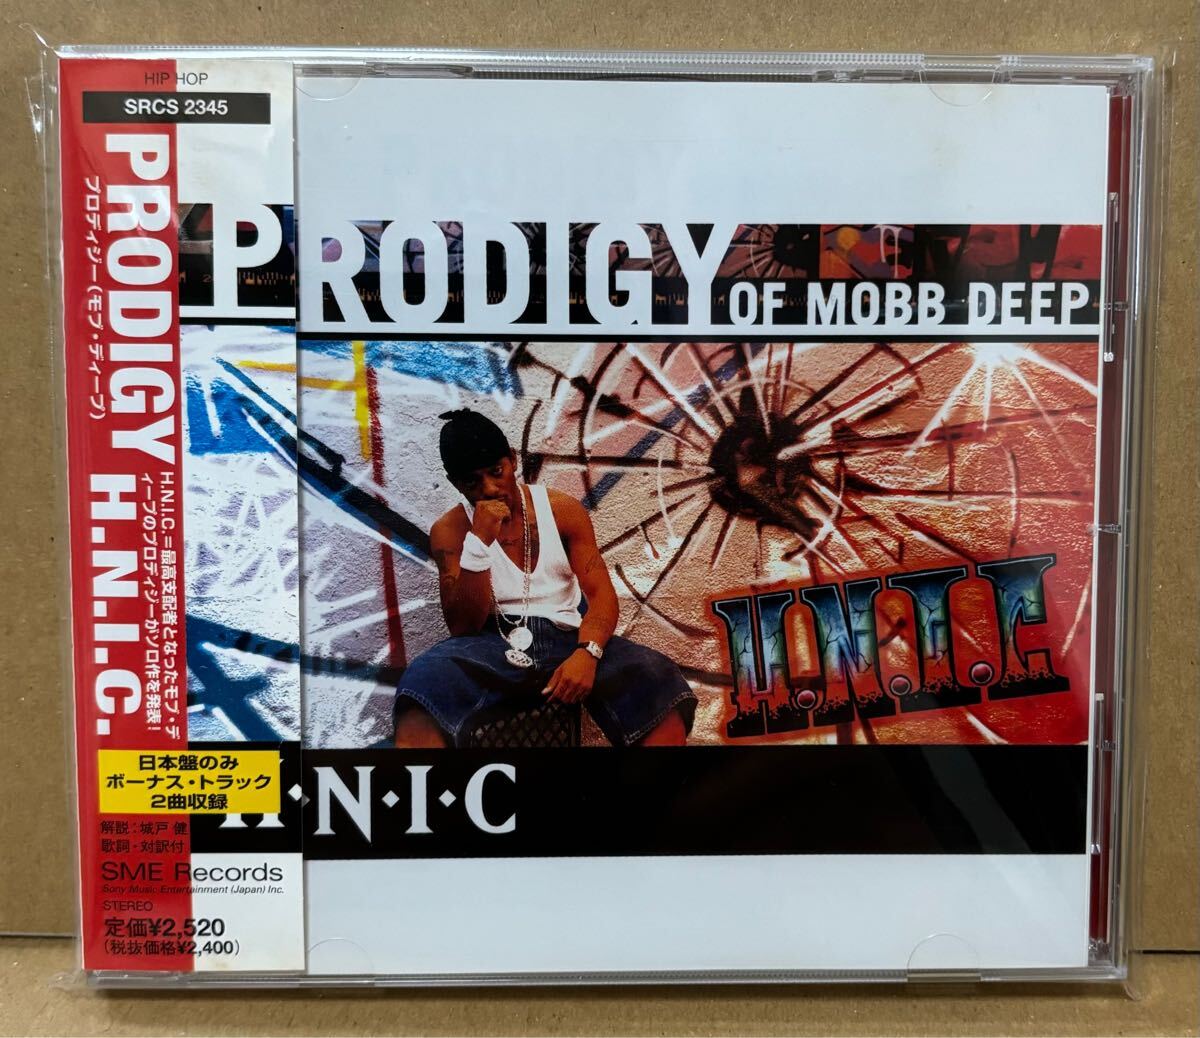 HIP HOP
SRCS 2345
PRODIGY H.N.I.C.
プロディジー(モブ・ディープ)
H.N.I.C.=最高支配者となったモブ・デ
ィープのプロディジーがソロ作を発表!
日本盤のみ
ボーナス・トラック
2曲収録
解説:城戸 健
歌詞・対訳付
SME Records
Sony Music Entertainment (Japan) Inc.
STEREO
定価¥2,520
(税抜価格¥2,400)
PRODIGY OF MOBB DEEP
H.N.I.C
H·N·I·C